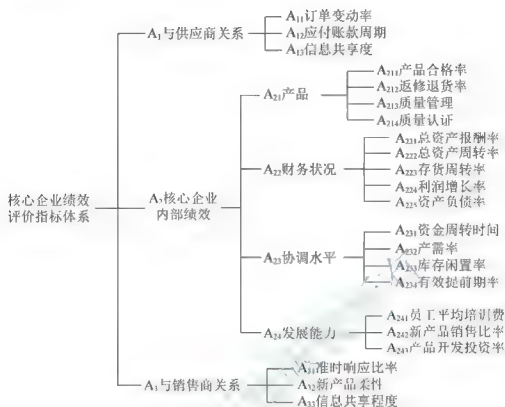 核心企业绩效
评价指标体系
A₁与供应商关系
A₁₁订单变动率
A₁₂应付账款周期
A₁₃信息共享度
A₂核心企业
内部绩效
A₂₁产品
A₂₁₁产品合格率
A₂₁₂返修退货率
A₂₁₃质量管理
A₂₁₄质量认证
A₂₂财务状况
A₂₂₁总资产报酬率
A₂₂₂总资产周转率
A₂₂₃存货周转率
A₂₂₄利润增长率
A₂₂₅资产负债率
A₂₃协调水平
A₂₃₁资金周转时间
A₂₃₂产需率
A₂₃₃库存闲置率
A₂₃₄有效提前期率
A₂₄发展能力
A₂₄₁员工平均培训费
A₂₄₂新产品销售比率
A₂₄₃产品开发投资率
A₃与销售商关系
A₃₁准时响应比率
A₃₂新产品柔性
A₃₃信息共享程度